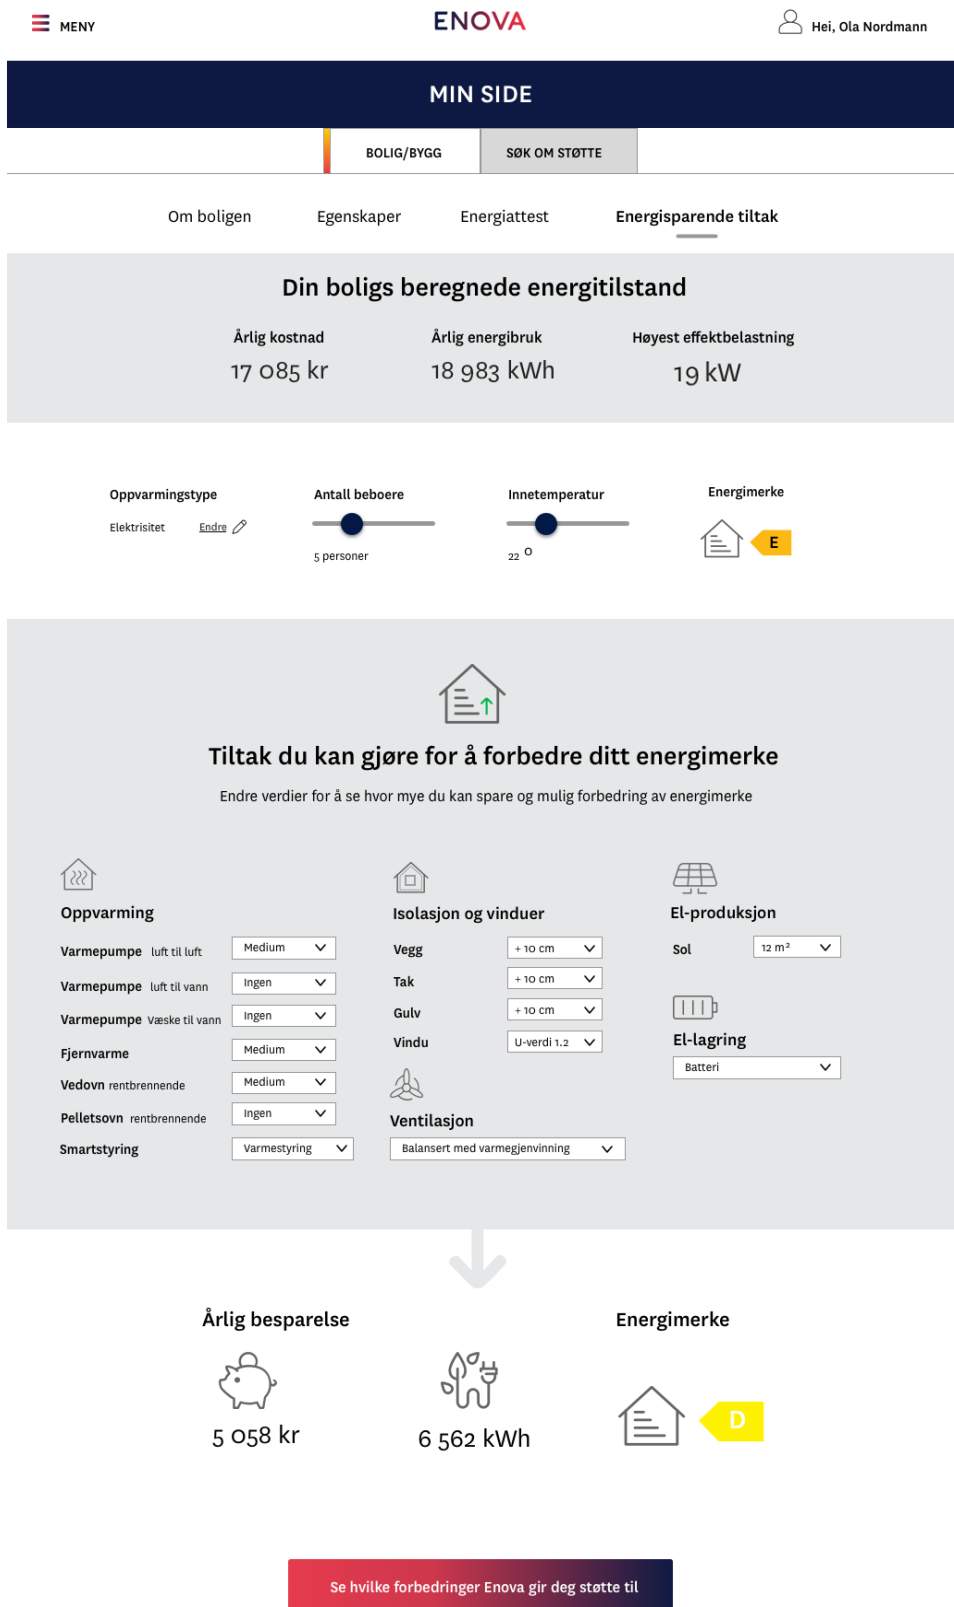 MENY
ENOVA
Hei, Ola Nordmann
MIN SIDE
BOLIG/BYGG
SØK OM STØTTE
Om boligen
Egenskaper
Energiattest
Energisparende tiltak
Din boligs beregnede energitilstand
Årlig kostnad
17 085 kr
Årlig energibruk
18 983 kWh
Høyest effektbelastning
19 kW
Oppvarmingstype
Elektrisitet Endre
Antall beboere
5 personer
Innetemperatur
22 o
Energimerke
E
Tiltak du kan gjøre for å forbedre ditt energimerke
Endre verdier for å se hvor mye du kan spare og mulig forbedring av energimerke
Oppvarming
Varmepumpe luft til luft Medium
Varmepumpe luft til vann Ingen
Varmepumpe Væske til vann Ingen
Fjernvarme Medium
Vedovn rentbrennende Medium
Pelletsovn rentbrennende Ingen
Smartstyring Varmestyring
Isolasjon og vinduer
Vegg + 10 cm
Tak + 10 cm
Gulv + 10 cm
Vindu U-verdi 1.2
Ventilasjon
Balansert med varmegjenvinning
El-produksjon
Sol 12 m²
El-lagring
Batteri
Årlig besparelse
5 058 kr
6 562 kWh
Energimerke
D
Se hvilke forbedringer Enova gir deg støtte til